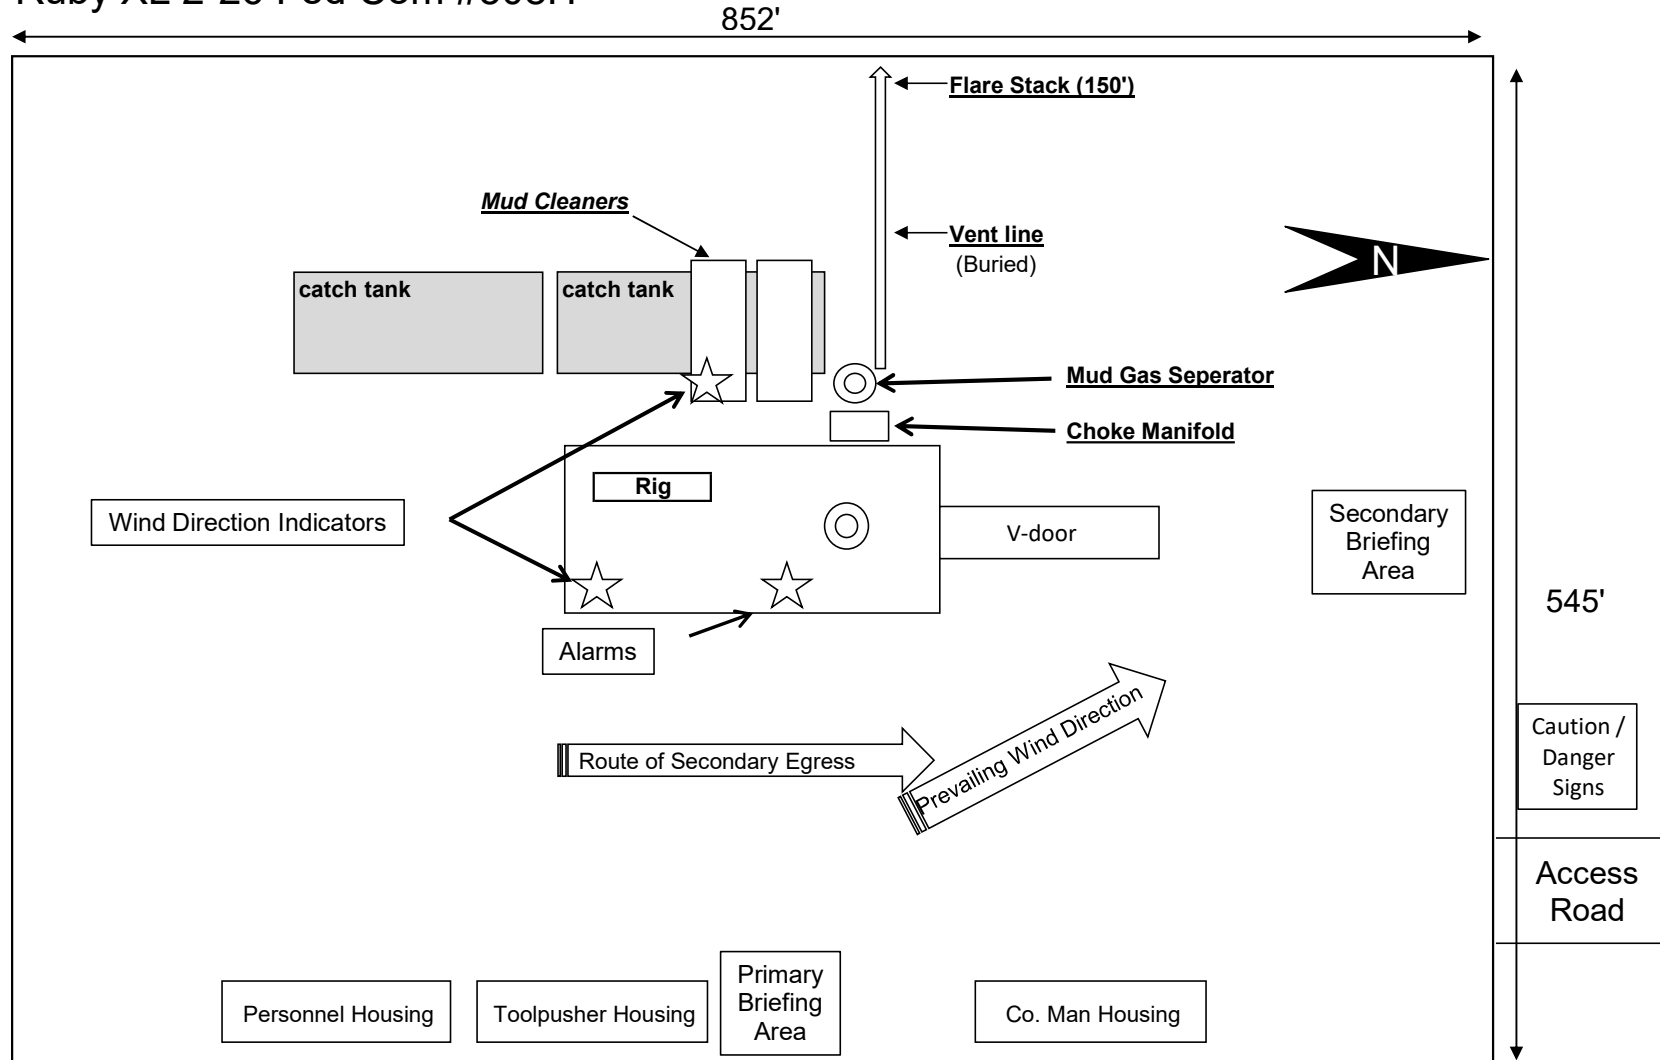 852'
Flare Stack (150')
Mud Cleaners
Vent line
(Buried)
N
catch tank
catch tank
Mud Gas Seperator
Choke Manifold
Rig
Wind Direction Indicators
V-door
Secondary
Briefing
Area
545'
Alarms
Prevailing Wind Direction
Route of Secondary Egress
Caution /
Danger
Signs
Access
Road
Personnel Housing
Toolpusher Housing
Primary
Briefing
Area
Co. Man Housing